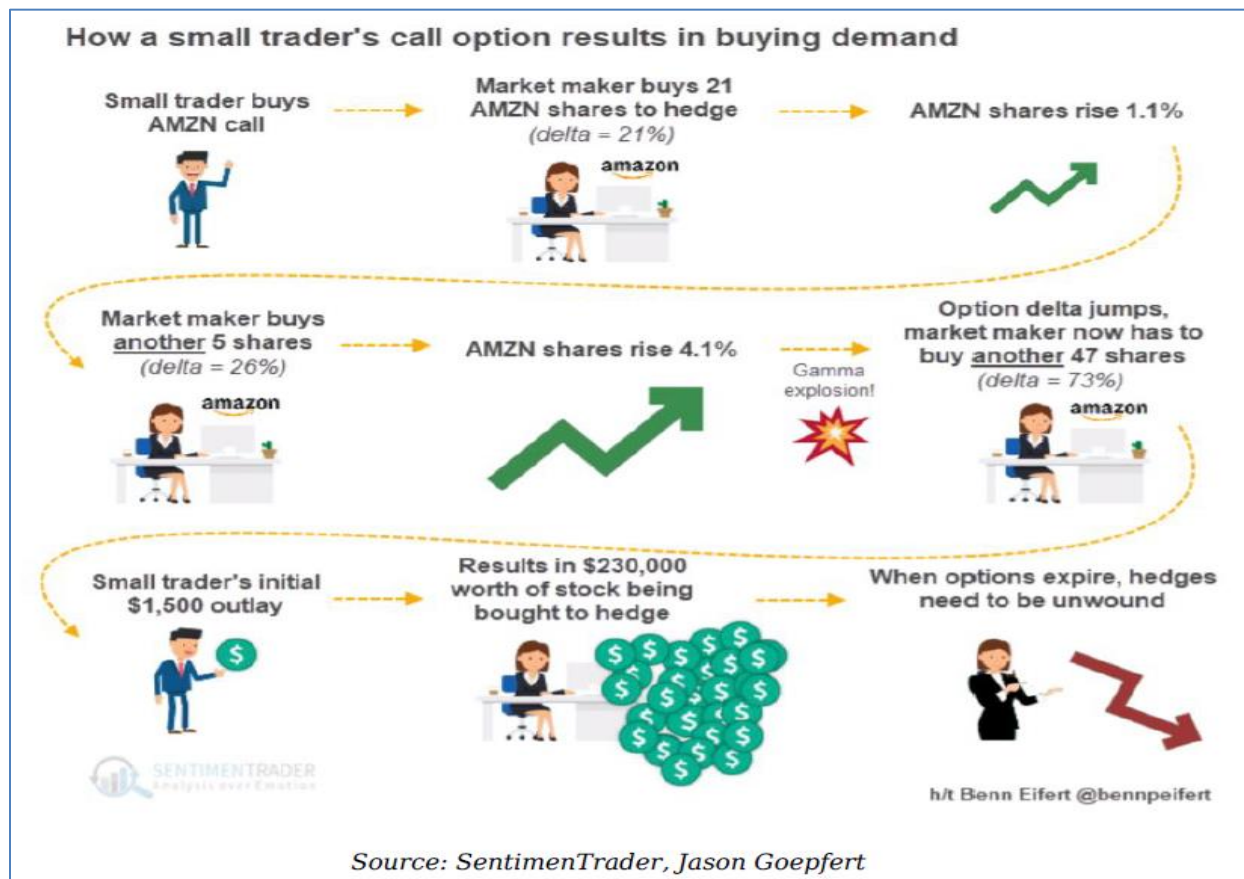 How a small trader's call option results in buying demand
Small trader buys
AMZN call
Market maker buys 21
AMZN shares to hedge
(delta = 21%)
amazon
AMZN shares rise 1.1%
Market maker buys
another 5 shares
(delta = 26%)
amazon
AMZN shares rise 4.1%
Gamma
explosion!
Option delta jumps,
market maker now has to
buy another 47 shares
(delta = 73%)
amazon
Small trader's initial
$1,500 outlay
$
Results in $230,000
worth of stock being
bought to hedge
$ $ $ $ $ $ $ $ $ $ $ $ $ $ $ $ $ $ $ $ $ $ $ $
When options expire, hedges
need to be unwound
SENTIMENTRADER
Analysis over Emotion
h/t Benn Eifert @bennpeifert
Source: SentimenTrader, Jason Goepfert